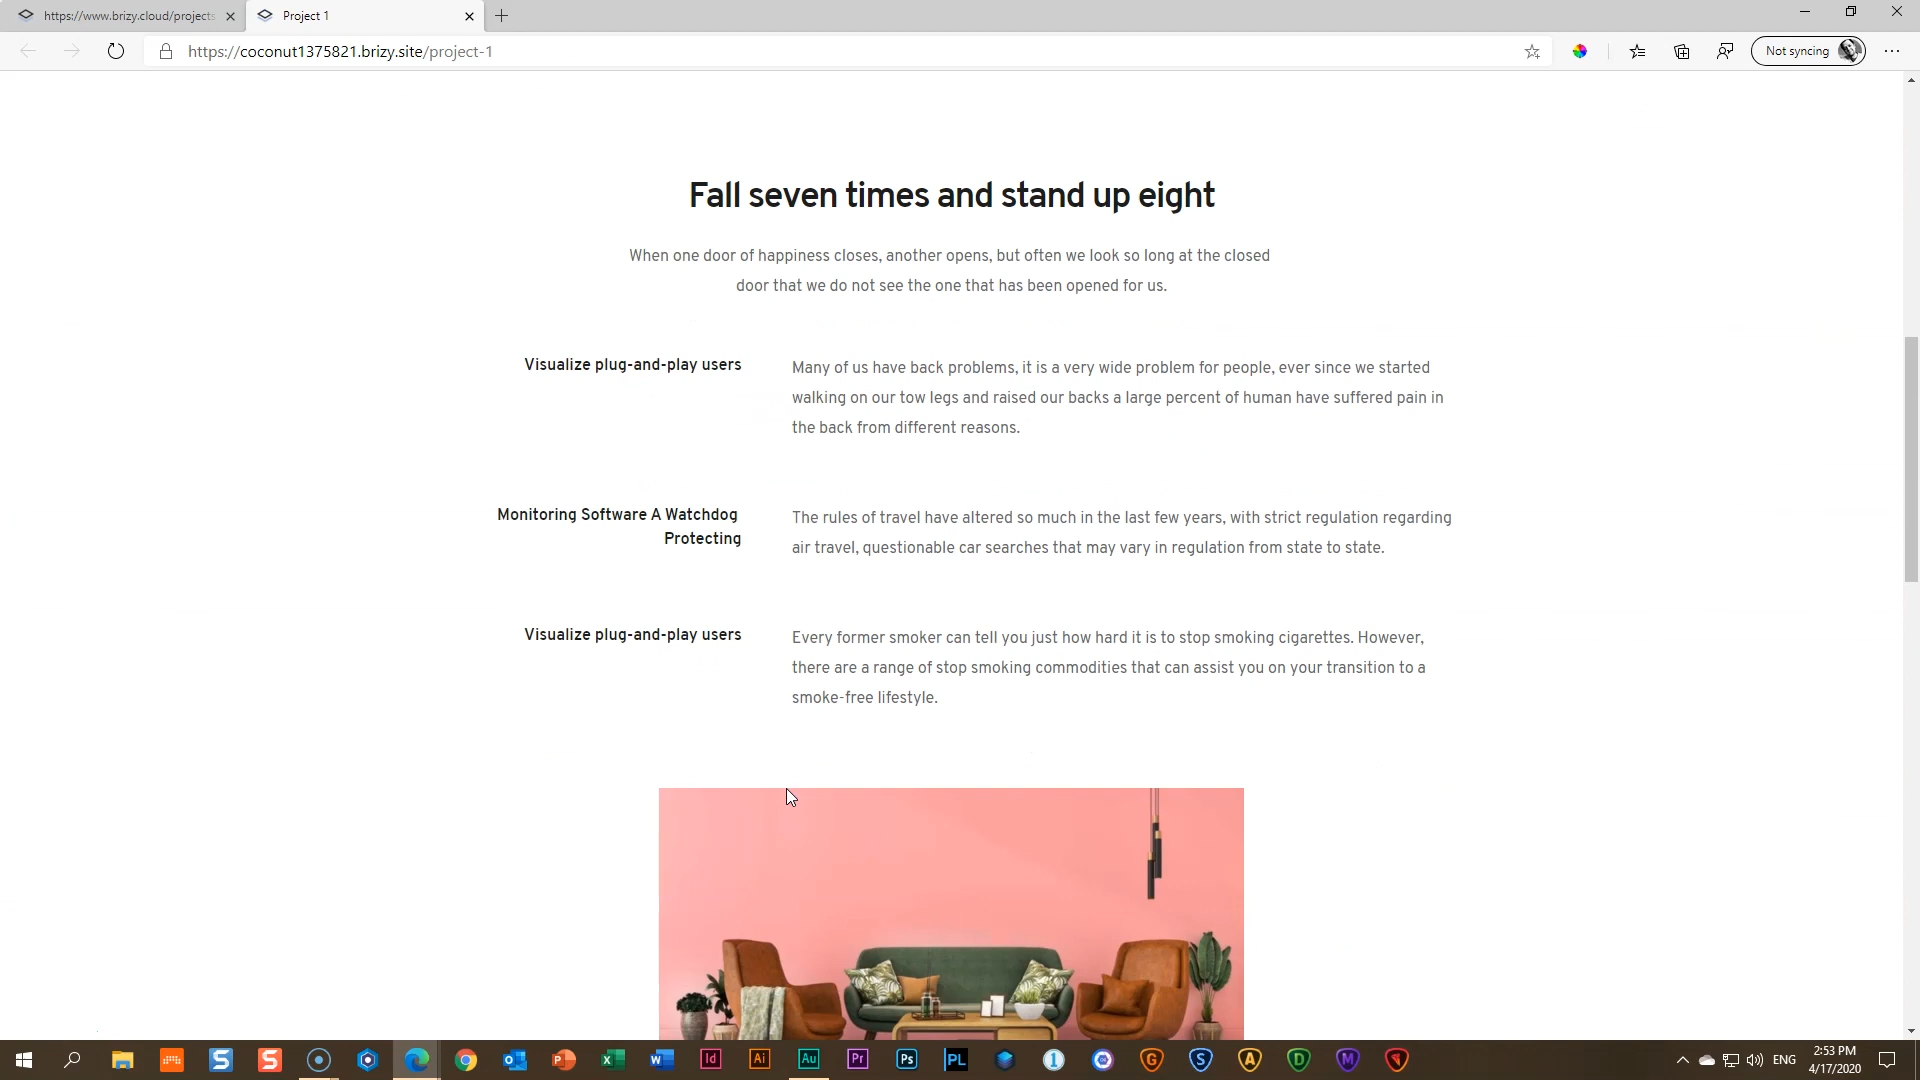 https://www.brizy.cloud/projects
Project 1
https://coconut1375821.brizy.site/project-1
Not syncing
Fall seven times and stand up eight
When one door of happiness closes, another opens, but often we look so long at the closed
door that we do not see the one that has been opened for us.
Visualize plug-and-play users
Many of us have back problems, it is a very wide problem for people, ever since we started
walking on our tow legs and raised our backs a large percent of human have suffered pain in
the back from different reasons.
Monitoring Software A Watchdog
Protecting
The rules of travel have altered so much in the last few years, with strict regulation regarding
air travel, questionable car searches that may vary in regulation from state to state.
Visualize plug-and-play users
Every former smoker can tell you just how hard it is to stop smoking cigarettes. However,
there are a range of stop smoking commodities that can assist you on your transition to a
smoke-free lifestyle.
S S Id Ai Au Pr Ps PL 1 G S A D M
ENG
2:53 PM
4/17/2020